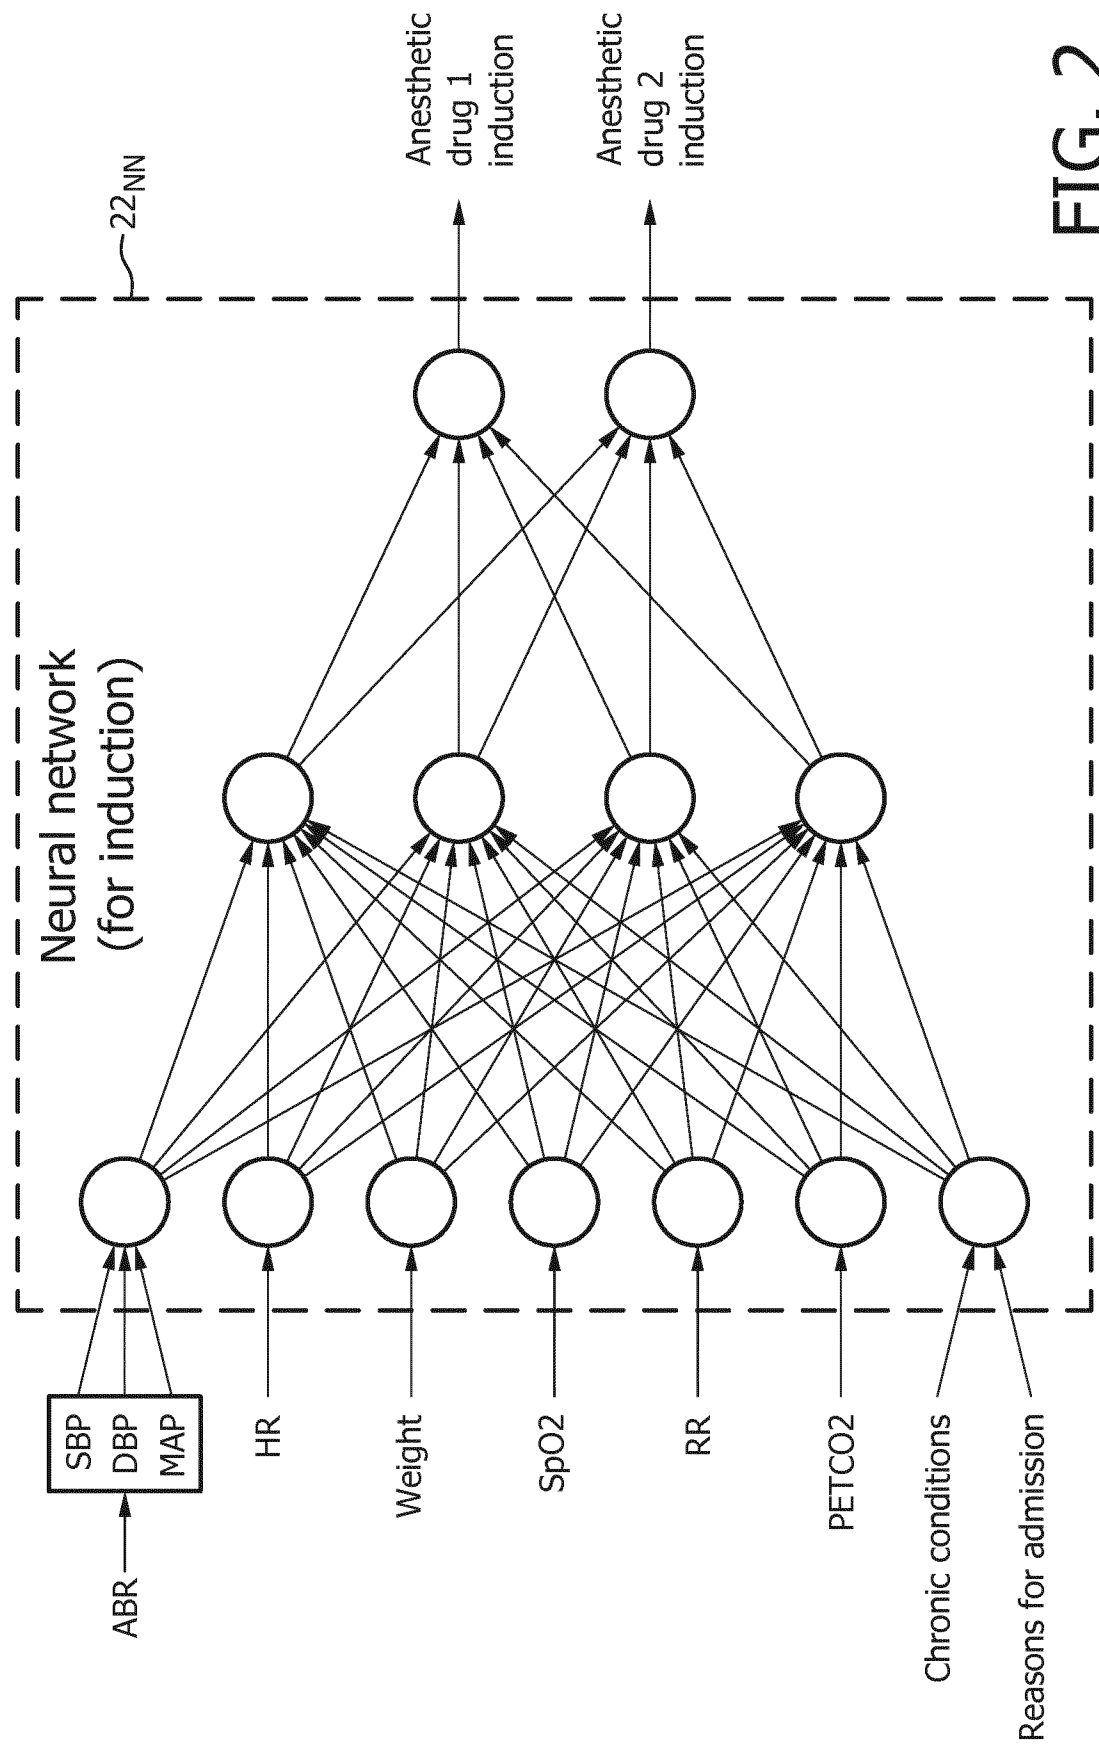 Neural network
(for induction)
22NN
ABR
SBP
DBP
MAP
HR
Weight
SpO2
RR
PETCO2
Chronic conditions
Reasons for admission
Anesthetic
drug 1
induction
Anesthetic
drug 2
induction
FIG. 2